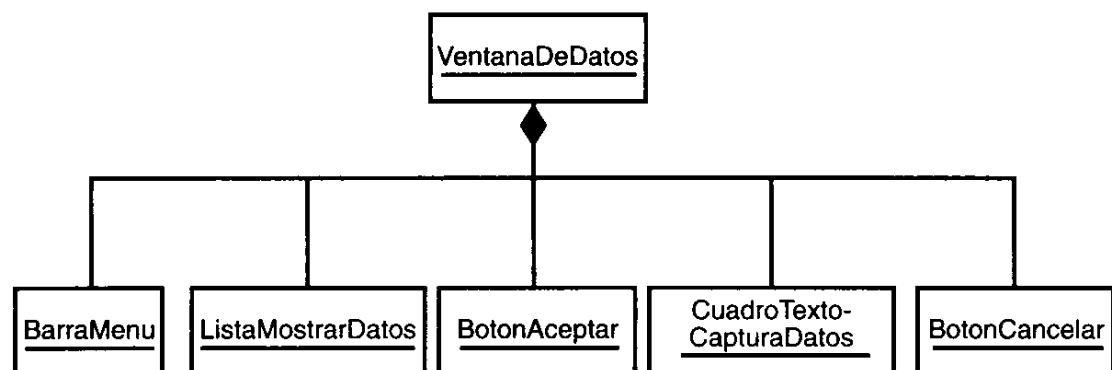 VentanaDeDatos
BarraMenu
ListaMostrarDatos
BotonAceptar
CuadroTexto-
CapturaDatos
BotonCancelar